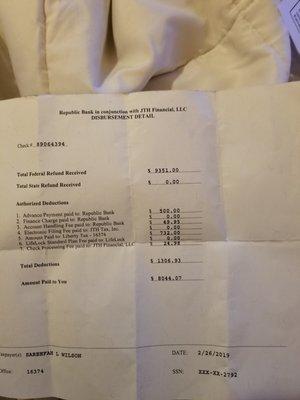 Republic Bank in conjunction with JTH Financial, LLC
DISBURSEMENT DETAIL
Check # 89064394
Total Federal Refund Received $ 9351.00
Total State Refund Received $ 0.00
Authorized Deductions
1. Advance Payment paid to: Republic Bank $ 500.00
2. Finance Charge paid to: Republic Bank $ 0.00
3. Account Handling Fee paid to: Republic Bank $ 49.95
4. Electronic Filing Fee paid to: JTH Tax, Inc. $ 0.00
5. Amount Paid to Liberty Tax - 16374 $ 732.00
6. LifeLock Standard Plan Fee paid to: LifeLock $ 0.00
7. Check Processing Fee paid to: JTH Financial, LLC $ 24.98
Total Deductions $ 1306.93
Amount Paid to You $ 8044.07
Taxpayer(s) L WILSON DATE: 2/26/2019
Office: 16374 SSN: XXX-XX-2792